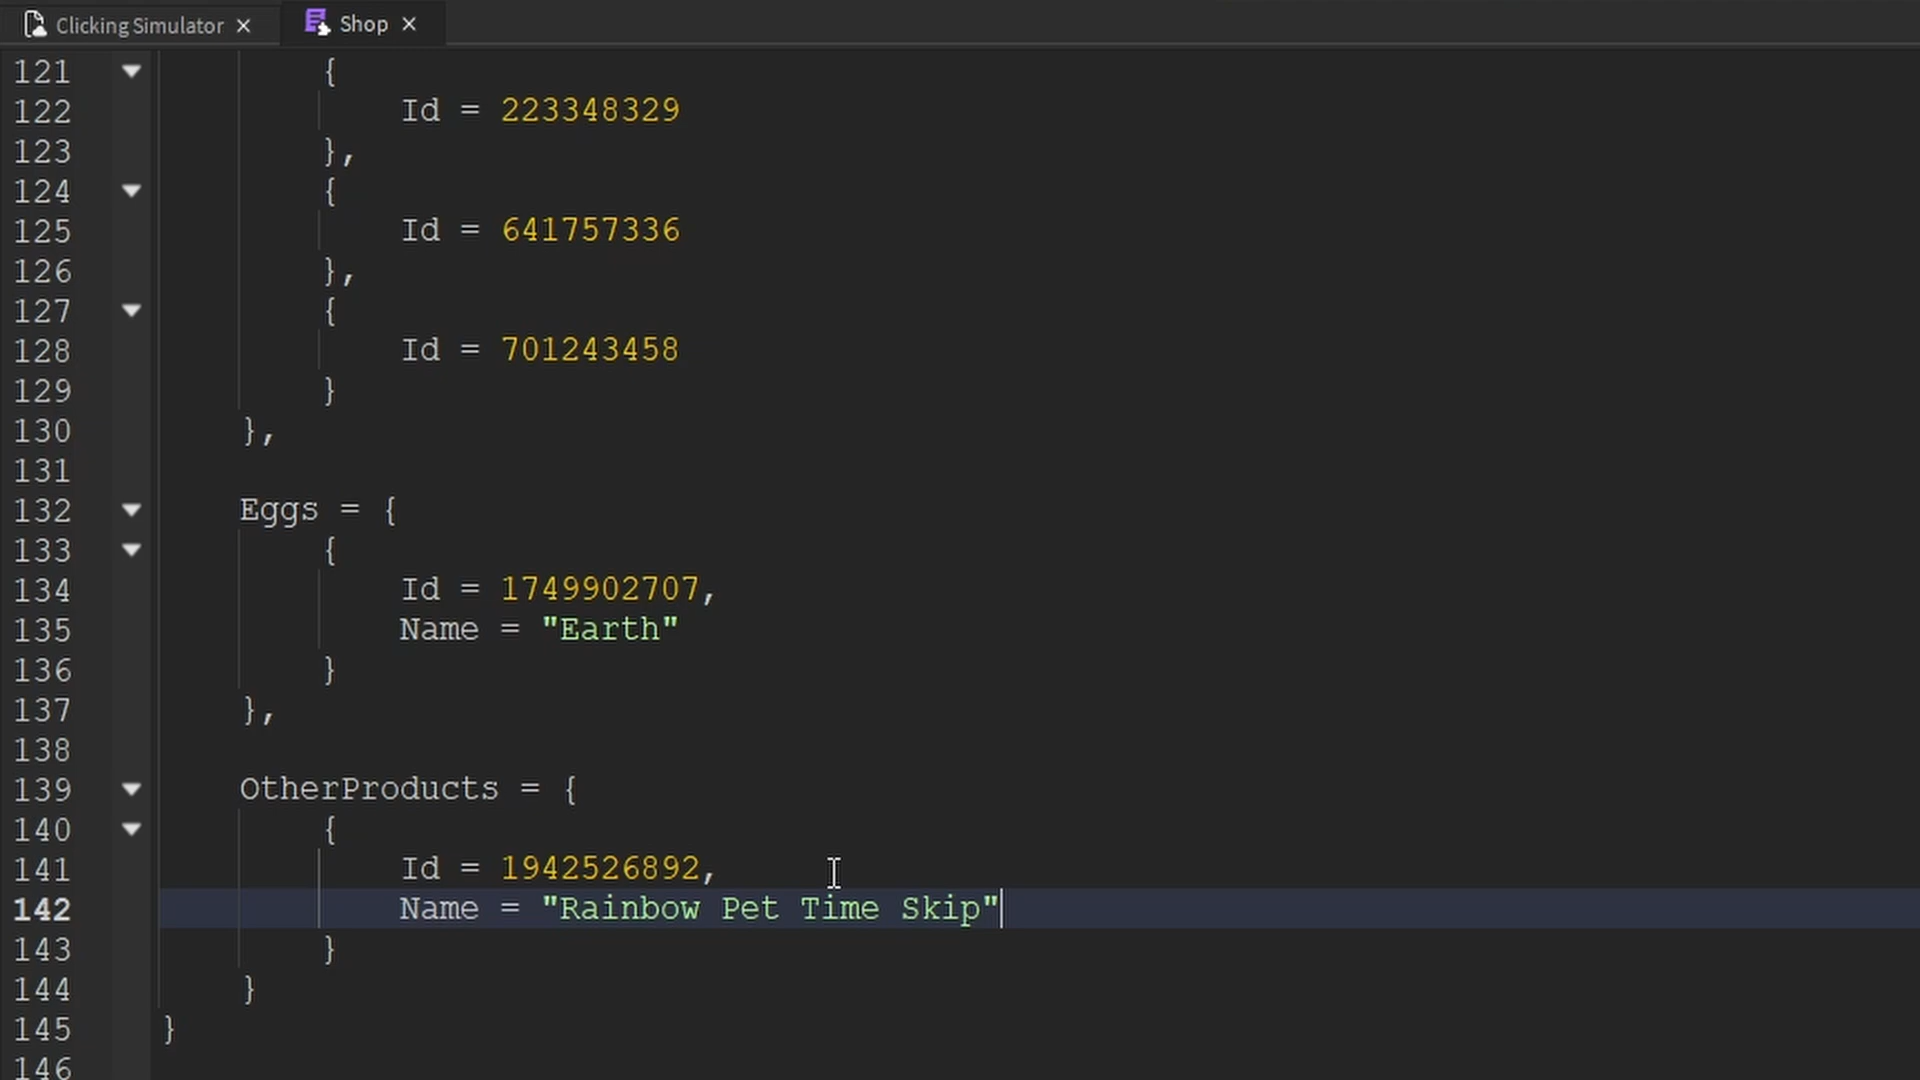 Clicking Simulator × Shop ×
121 {
122 Id = 223348329
123 },
124 {
125 Id = 641757336
126 },
127 {
128 Id = 701243458
129 }
130 },
131
132 Eggs = {
133 {
134 Id = 1749902707,
135 Name = "Earth"
136 }
137 },
138
139 OtherProducts = {
140 {
141 Id = 1942526892,
142 Name = "Rainbow Pet Time Skip"
143 }
144 }
145 }
146